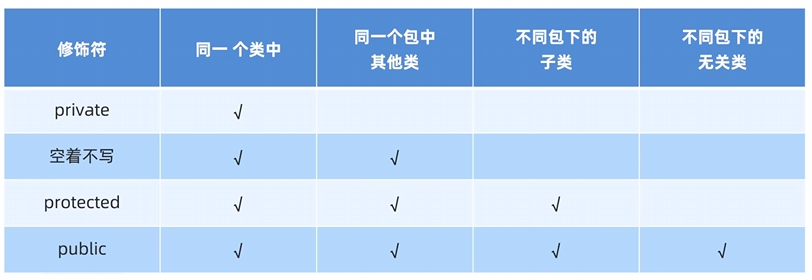 修饰符
同一 个类中
同一个包中
其他类
不同包下的
子类
不同包下的
无关类
private
√
空着不写
√
√
protected
√
√
√
public
√
√
√
√